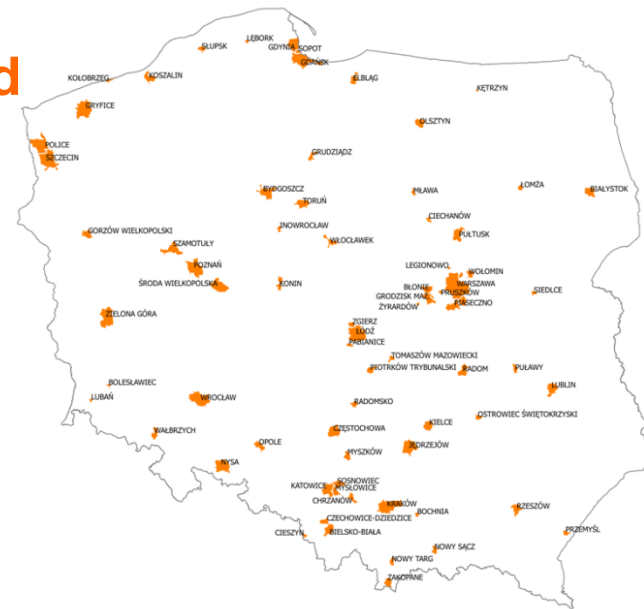 d
LĘBORK
SŁUPSK
GDYNIA
SOPOT
GDAŃSK
KOŁOBRZEG
KOSZALIN
ELBLĄG
KĘTRZYN
GRYFICE
OLSZTYN
POLICE
SZCZECIN
GRUDZIĄDZ
BYDGOSZCZ
TORUŃ
MŁAWA
ŁOMŻA
BIAŁYSTOK
CIECHANÓW
INOWROCŁAW
GORZÓW WIELKOPOLSKI
WŁOCŁAWEK
PUŁTUSK
SZAMOTUŁY
POZNAŃ
LEGIONOWO
WOŁOMIN
ŚRODA WIELKOPOLSKA
KONIN
BŁONIE
WARSZAWA
PRUSZKÓW
GRODZISK MAZ.
SIEDLCE
ŻYRARDÓW
PIASECZNO
ZIELONA GÓRA
ZGIERZ
ŁÓDŹ
PABIANICE
TOMASZÓW MAZOWIECKI
PIOTRKÓW TRYBUNALSKI
RADOM
PUŁAWY
BOLESŁAWIEC
LUBLIN
LUBAŃ
WROCŁAW
RADOMSKO
OSTROWIEC ŚWIĘTOKRZYSKI
WAŁBRZYCH
CZĘSTOCHOWA
KIELCE
OPOLE
JĘDRZEJÓW
MYSZKÓW
NYSA
SOSNOWIEC
KATOWICE
MYSŁOWICE
CHRZANÓW
KRAKÓW
RZESZÓW
BOCHNIA
CZECHOWICE-DZIEDZICE
CIESZYN
BIELSKO-BIAŁA
PRZEMYŚL
NOWY SĄCZ
NOWY TARG
ZAKOPANE